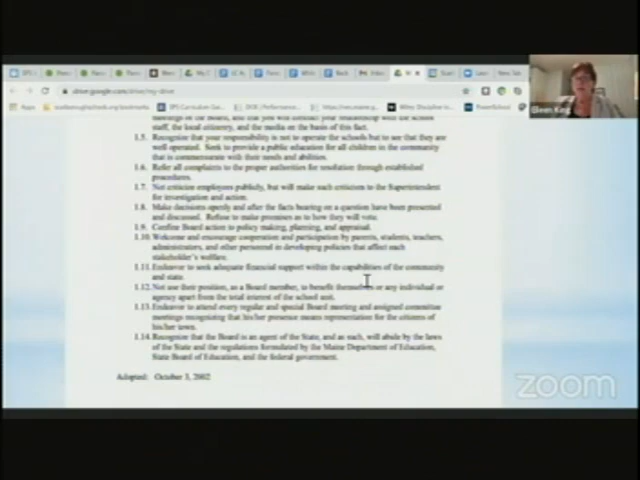 drive.google.com/drive/my-drive
Apps
PowerSchool
Eileen King
meetings of the Board, and that you will conduct your relationship with the school
staff, the local citizenry, and the media on the basis of this fact.
1.5. Recognize that your responsibility is not to operate the schools but to see that they are
well operated. Seek to provide a public education for all children in the community
that is commensurate with their needs and abilities.
1.6. Refer all complaints to the proper authorities for resolution through established
procedures.
1.7. Not criticize employees publicly, but will make such criticism to the Superintendent
for investigation and action.
1.8. Make decisions openly and after the facts bearing on a question have been presented
and discussed. Refuse to make promises as to how they will vote.
1.9. Confine Board action to policy making, planning, and appraisal.
1.10. Welcome and encourage cooperation and participation by parents, students, teachers,
administrators, and other personnel in developing policies that affect each
stakeholder's welfare.
1.11. Endeavor to seek adequate financial support within the capabilities of the community
and state.
1.12. Not use their position, as a Board member, to benefit themselves or any individual or
agency apart from the total interest of the school unit.
1.13. Endeavor to attend every regular and special Board meeting and assigned committee
meetings recognizing that his/her presence means representation for the citizens of
his/her town.
1.14. Recognize that the Board is an agent of the State, and as such, will abide by the laws
of the State and the regulations formulated by the Maine Department of Education,
State Board of Education, and the federal government.
Adopted: October 3, 2002
zoom